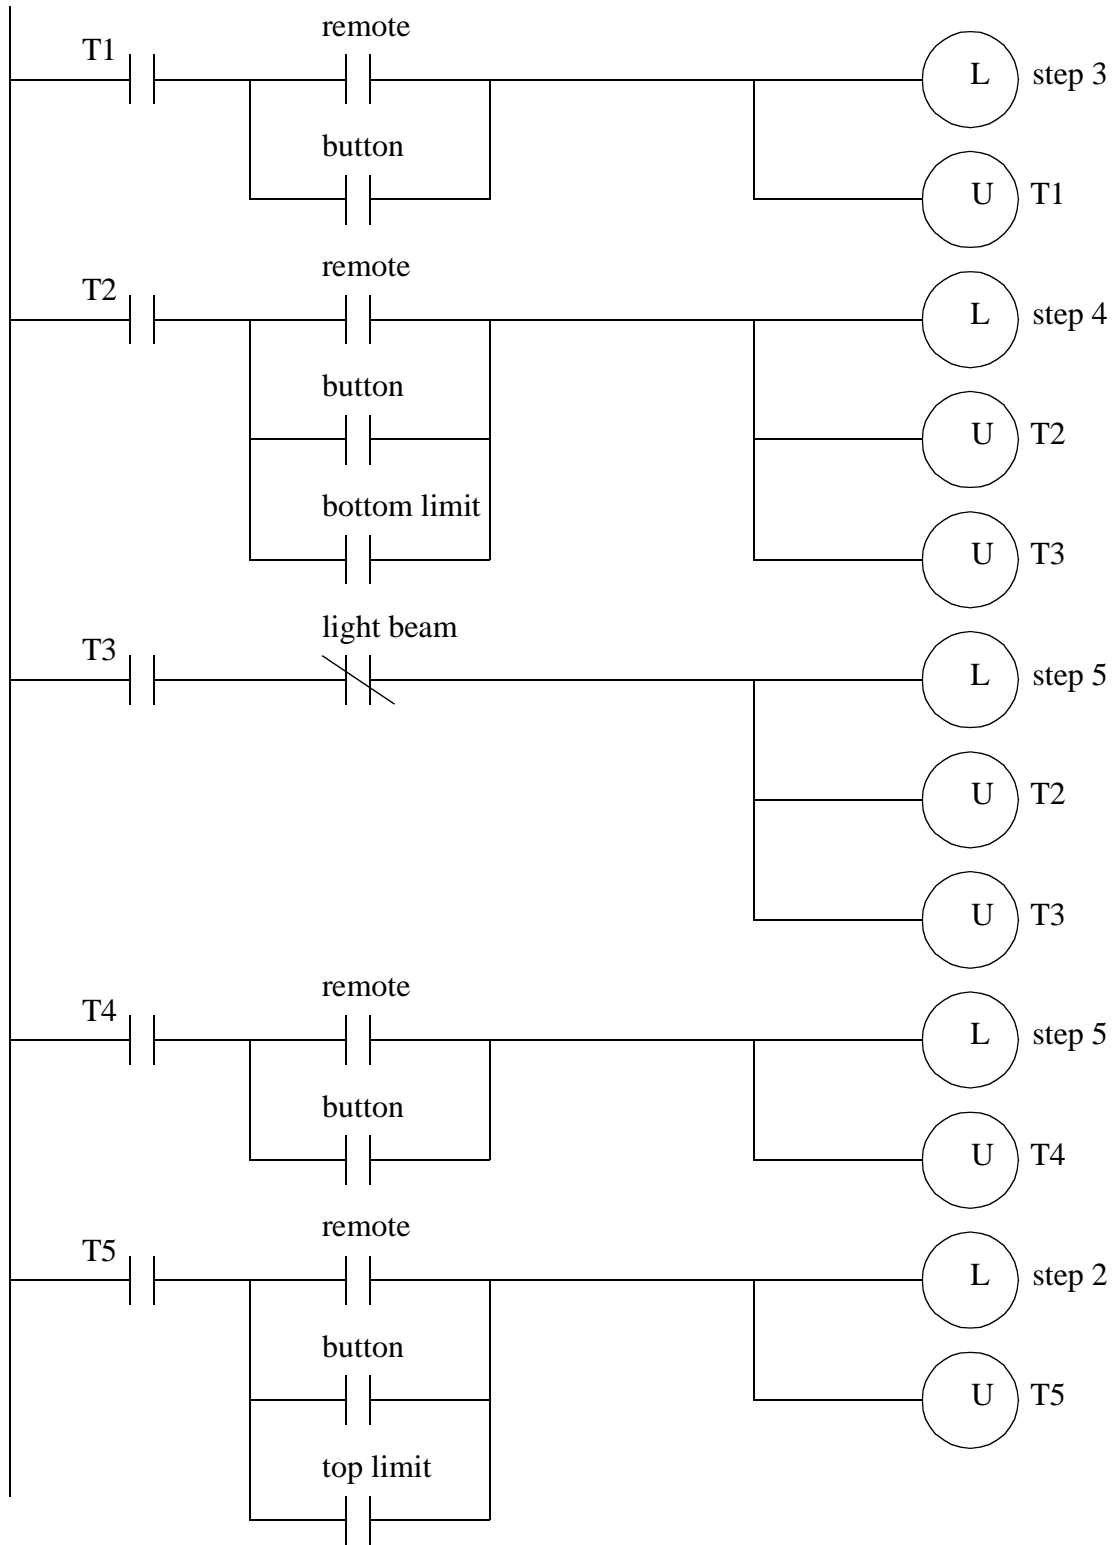 remote
T1
L step 3
button
U T1
remote
T2
L step 4
button
U T2
bottom limit
U T3
light beam
T3
L step 5
U T2
U T3
remote
T4
L step 5
button
U T4
remote
T5
L step 2
button
U T5
top limit